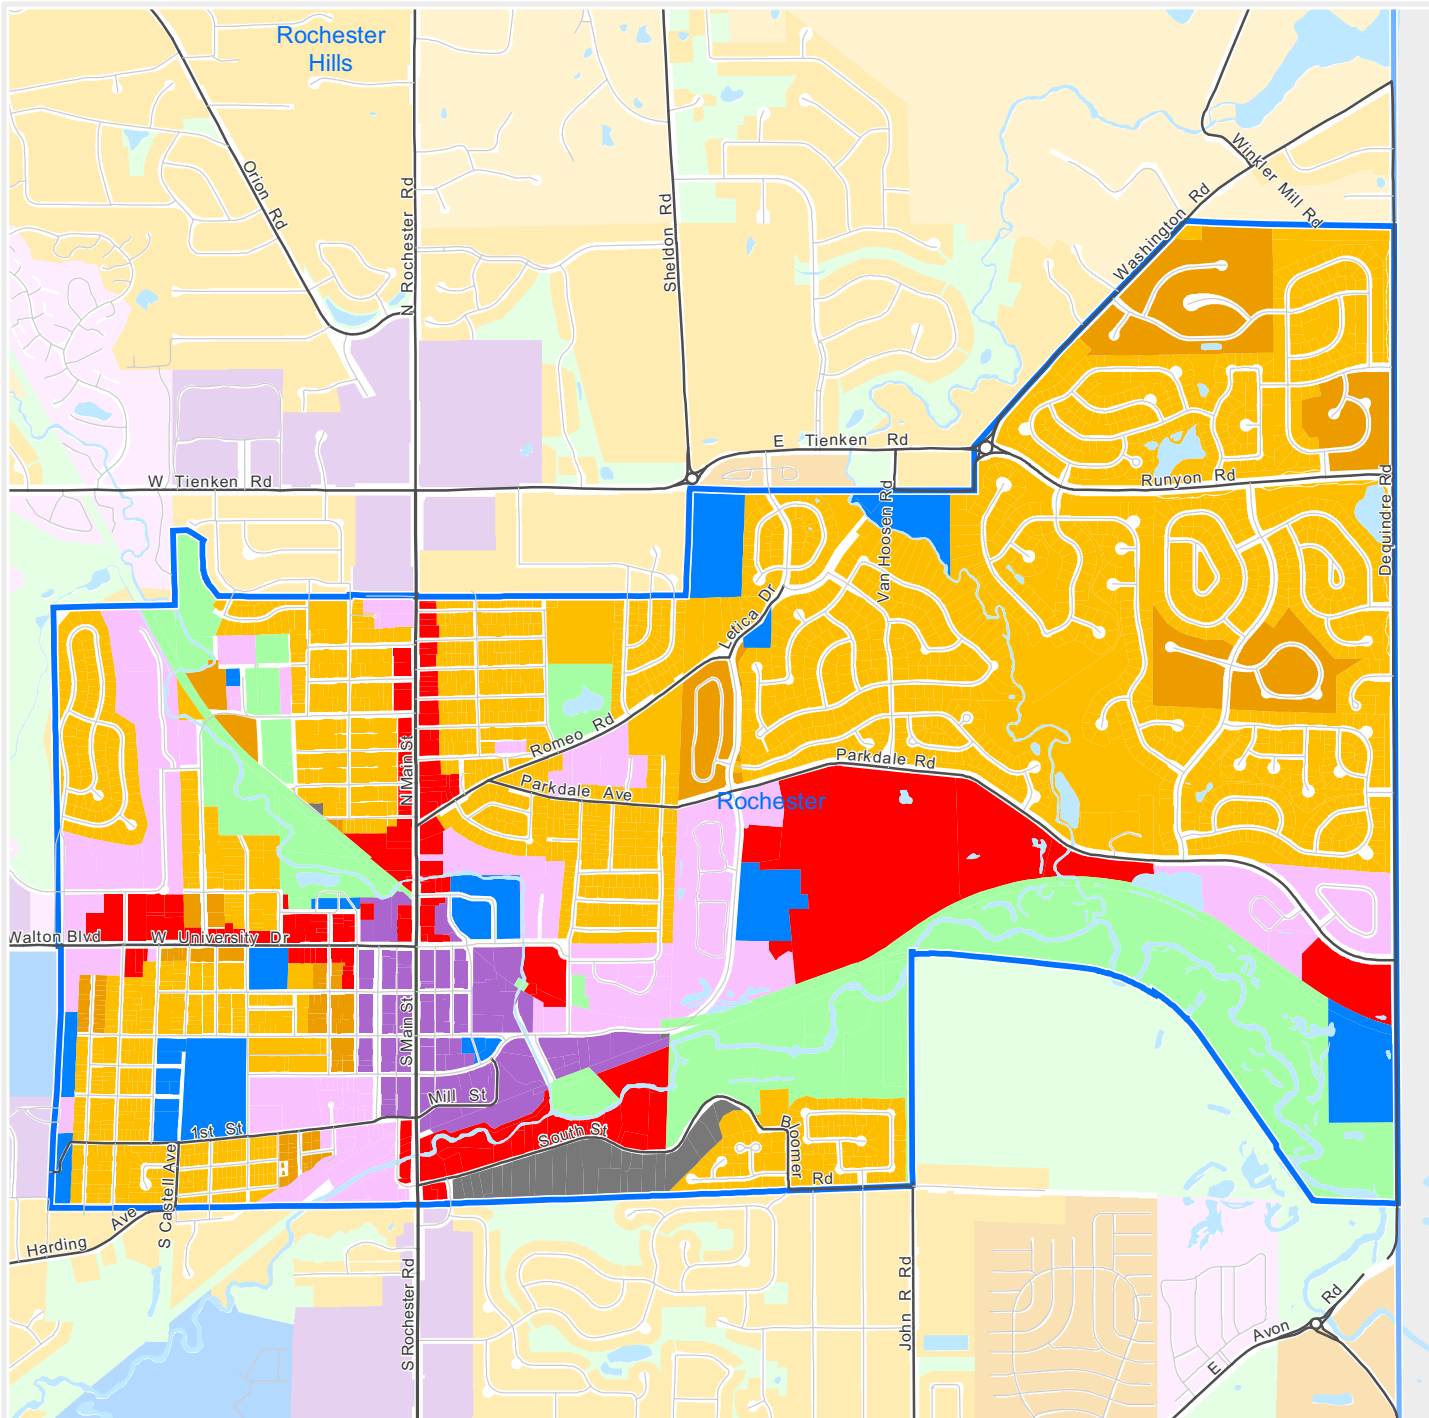 Rochester
Hills
Orion Rd
N Rochester Rd
Sheldon Rd
Winkler Mill Rd
Washington Rd
E Tienken Rd
W Tienken Rd
Runyon Rd
Dequindre Rd
Van Hoosen Rd
Letica Dr
Romeo Rd
N Main St
Parkdale Rd
Parkdale Ave
Rochester
Walton Blvd
W University Dr
S Main St
Mill St
1st St
South St
Bloomer Rd
S Castell Ave
Harding Ave
S Rochester Rd
John R Rd
E Avon Rd